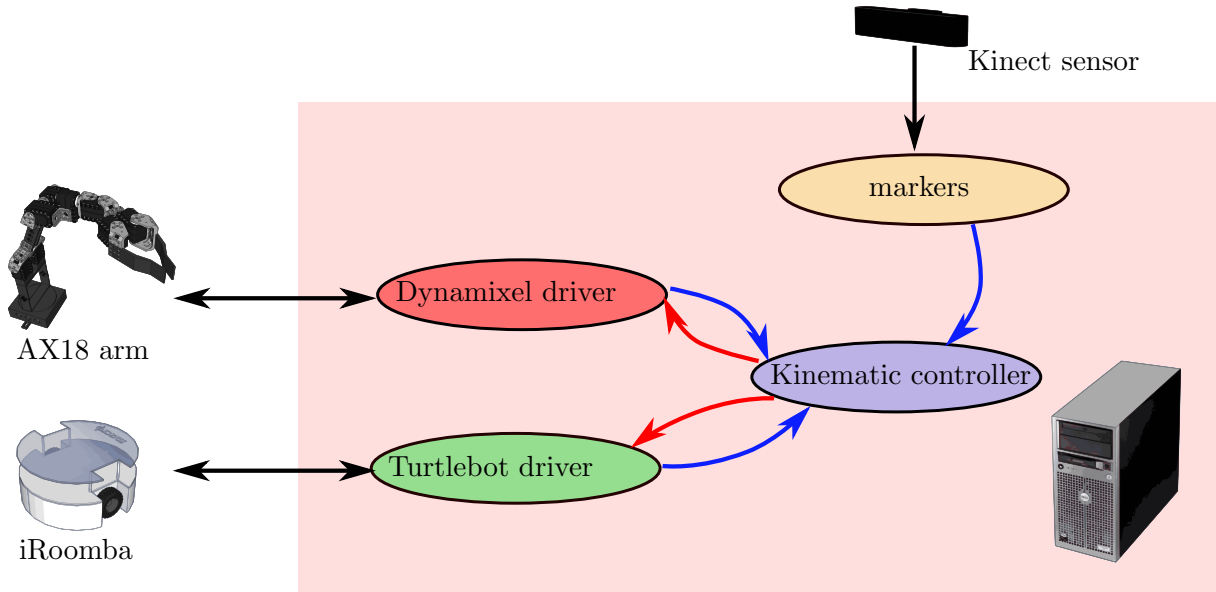 Kinect sensor
markers
Dynamixel driver
AX18 arm
Kinematic controller
Turtlebot driver
iRoomba